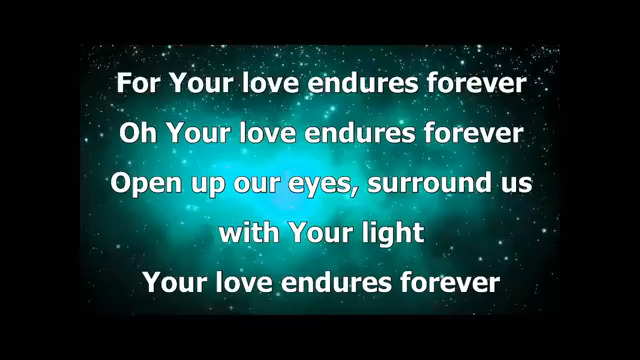 For Your love endures forever
Oh Your love endures forever
Open up our eyes, surround us
with Your light
Your love endures forever